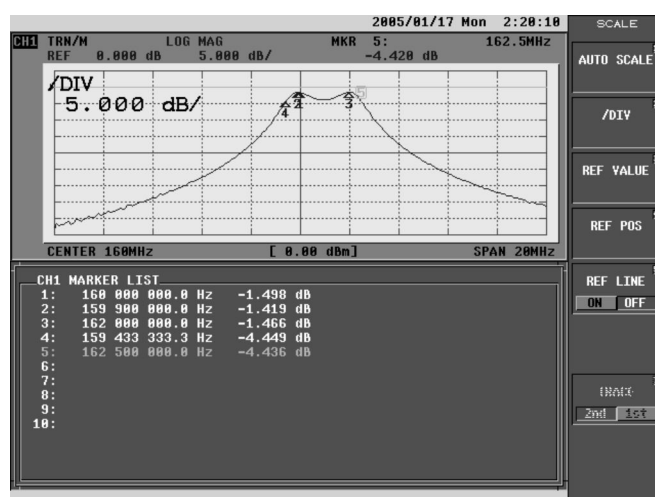 2005/01/17 Mon 2:20:10
SCALE
CH1 TRN/M LOG MAG MKR 5: 162.5MHz
REF 0.000 dB 5.000 dB/ -4.420 dB
/DIV
5.000 dB/
4 2 3 5
CENTER 160MHz [ 0.00 dBm] SPAN 20MHz
CH1 MARKER LIST
1: 160 000 000.0 Hz -1.498 dB
2: 159 900 000.0 Hz -1.419 dB
3: 162 000 000.0 Hz -1.466 dB
4: 159 433 333.3 Hz -4.449 dB
5: 162 500 000.0 Hz -4.436 dB
6:
7:
8:
9:
10:
AUTO SCALE
/DIV
REF VALUE
REF POS
REF LINE
ON OFF
2nd 1st